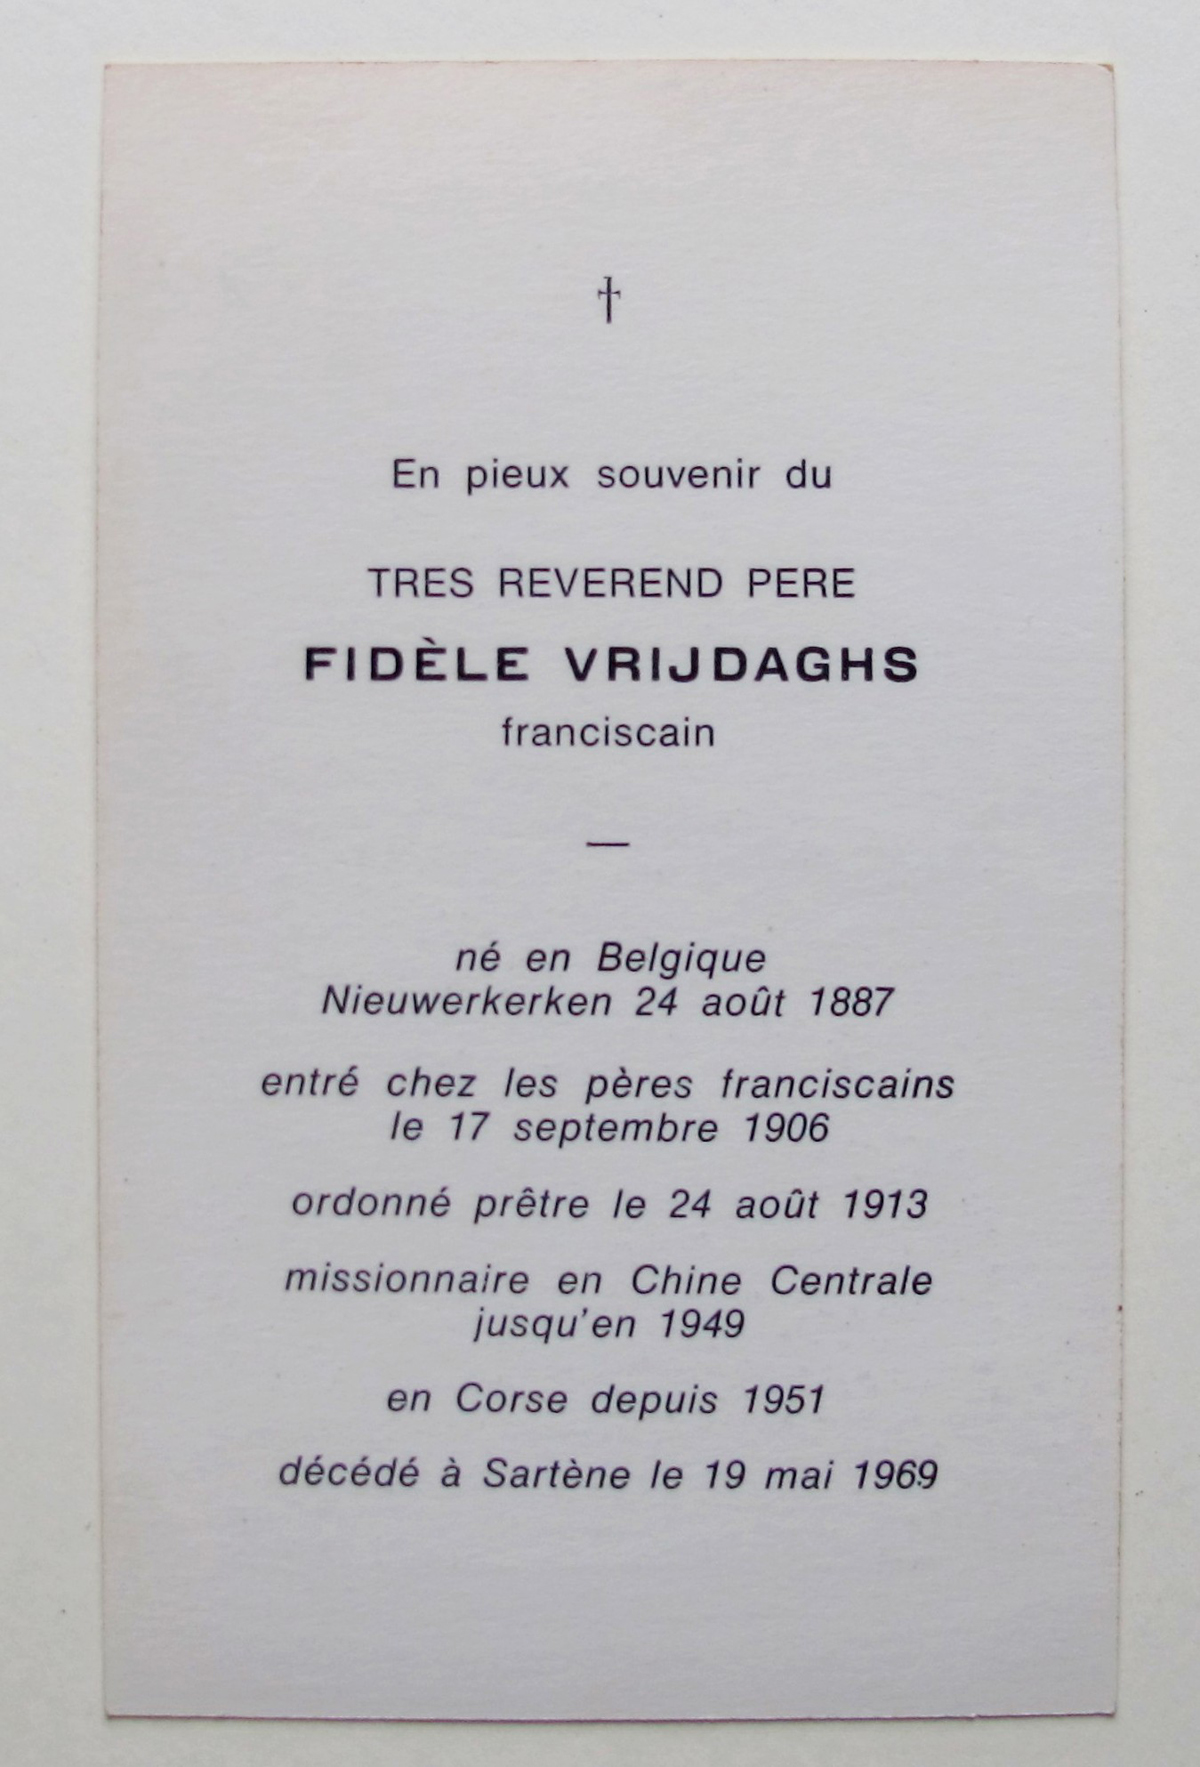 †
En pieux souvenir du
TRES REVEREND PERE
FIDÈLE VRIJDAGHS
franciscain
—
né en Belgique
Nieuwerkerken 24 août 1887
entré chez les pères franciscains
le 17 septembre 1906
ordonné prêtre le 24 août 1913
missionnaire en Chine Centrale
jusqu'en 1949
en Corse depuis 1951
décédé à Sartène le 19 mai 1969